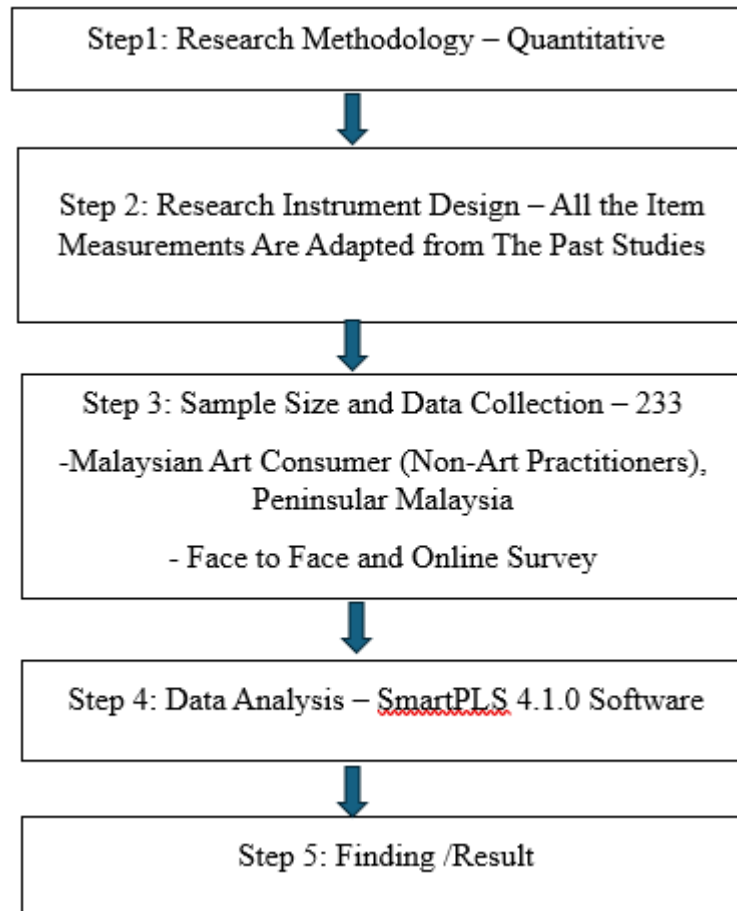 Step1: Research Methodology – Quantitative
Step 2: Research Instrument Design – All the Item
Measurements Are Adapted from The Past Studies
Step 3: Sample Size and Data Collection – 233
-Malaysian Art Consumer (Non-Art Practitioners),
Peninsular Malaysia
- Face to Face and Online Survey
Step 4: Data Analysis – SmartPLS 4.1.0 Software
Step 5: Finding /Result